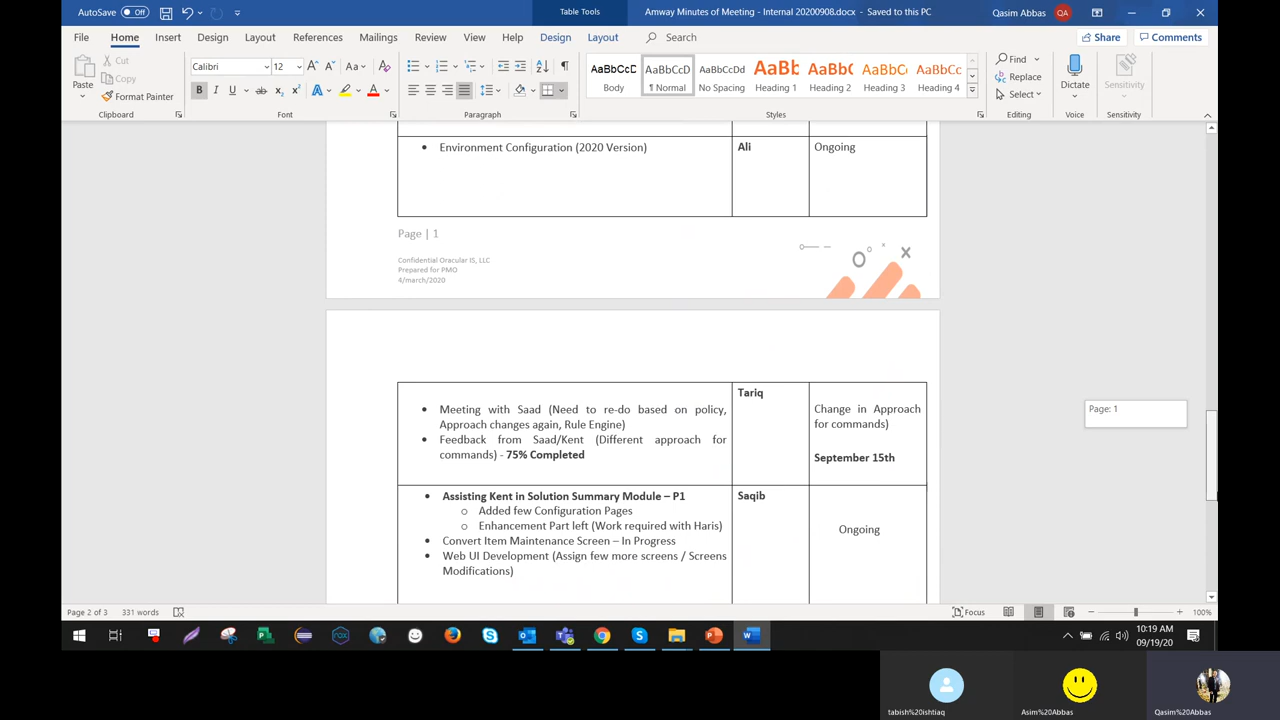 AutoSave Off
Table Tools
Amway Minutes of Meeting - Internal 20200908.docx - Saved to this PC
Qasim Abbas QA
File Home Insert Design Layout References Mailings Review View Help Design Layout Search
Share Comments
Paste
Cut
Copy
Format Painter
Clipboard
Calibri 12
Font
Paragraph
AaBbCcD Body
AaBbCcD ¶ Normal
AaBbCcDd No Spacing
AaBb Heading 1
AaBbC Heading 2
AaBbCcD Heading 3
AaBbCcD Heading 4
Styles
Find
Replace
Select
Editing
Dictate
Voice
Sensitivity
Sensitivity
• Environment Configuration (2020 Version) Ali Ongoing
Page | 1
Confidential Oracular IS, LLC
Prepared for PMO
4/march/2020
• Meeting with Saad (Need to re-do based on policy,
Approach changes again, Rule Engine)
• Feedback from Saad/Kent (Different approach for
commands) - 75% Completed
Tariq
Change in Approach
for commands)
September 15th
• Assisting Kent in Solution Summary Module – P1
o Added few Configuration Pages
o Enhancement Part left (Work required with Haris)
• Convert Item Maintenance Screen – In Progress
• Web UI Development (Assign few more screens / Screens
Modifications)
Saqib
Ongoing
Page: 1
Page 2 of 3 331 words
Focus
100%
10:19 AM
09/19/20
tabish%20ishtiaq
Asim%20Abbas
Qasim%20Abbas